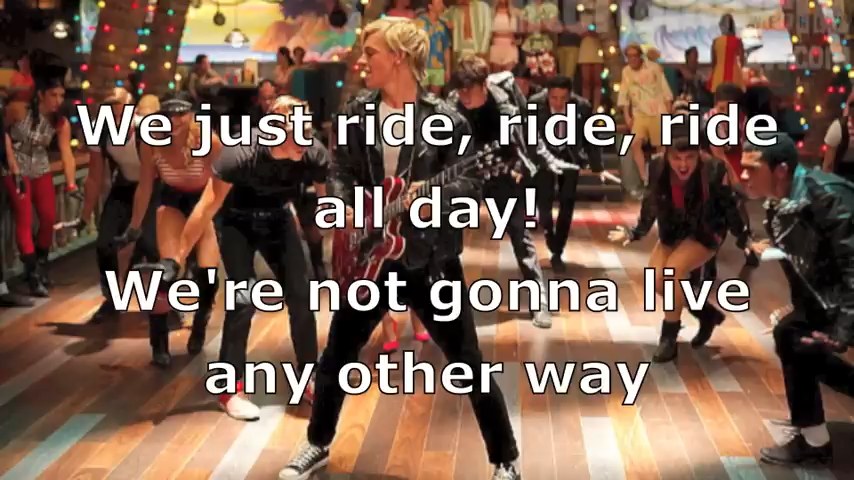 We just ride, ride, ride
all day!
We're not gonna live
any other way